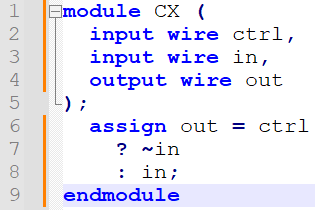 1 module CX (
2   input wire ctrl,
3   input wire in,
4   output wire out
5 );
6   assign out = ctrl
7     ? ~in
8     : in;
9 endmodule